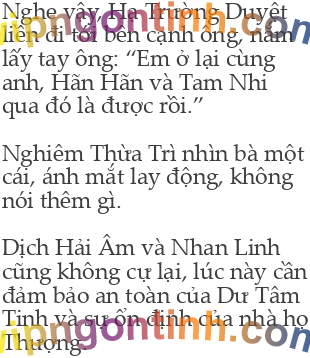 Nghe vậy, Hạ Trường Duyệt
liền đi tới bên cạnh ông, nắm
lấy tay ông: “Em ở lại cùng
anh, Hãn Hãn và Tam Nhi
qua đó là được rồi.”
Nghiêm Thừa Trì nhìn bà một
cái, ánh mắt lay động, không
nói thêm gì.
Dịch Hải Âm và Nhan Linh
cũng không cự lại, lúc này cần
đảm bảo an toàn của Dư Tâm
Tinh và sự ổn định của nhà họ
Thượng.
vipngontinh.com
vipngontinh.com